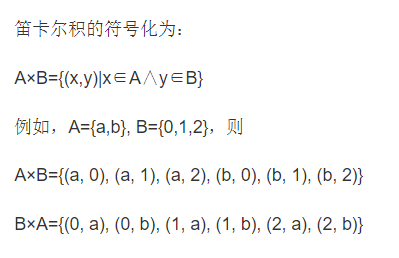 笛卡尔积的符号化为：
A×B={(x,y)|x∈A∧y∈B}
例如，A={a,b}, B={0,1,2}，则
A×B={(a, 0), (a, 1), (a, 2), (b, 0), (b, 1), (b, 2)}
B×A={(0, a), (0, b), (1, a), (1, b), (2, a), (2, b)}